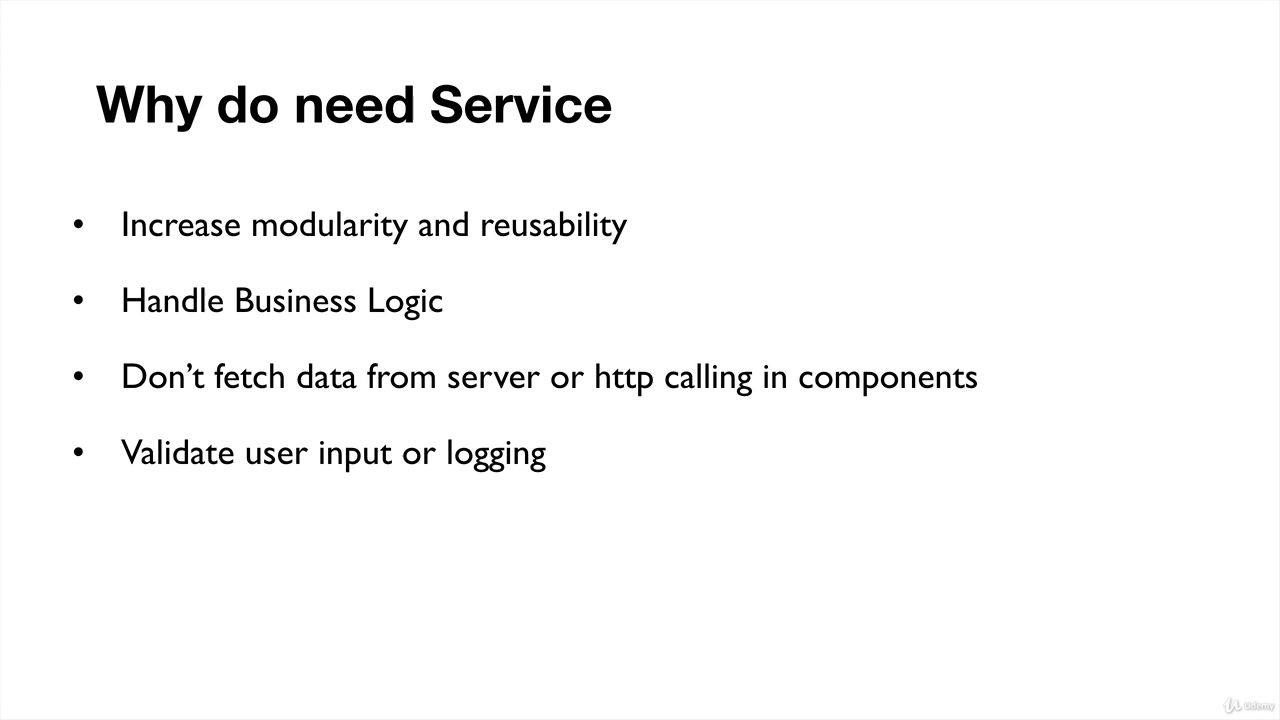 Why do need Service
• Increase modularity and reusability
• Handle Business Logic
• Don’t fetch data from server or http calling in components
• Validate user input or logging
Udemy